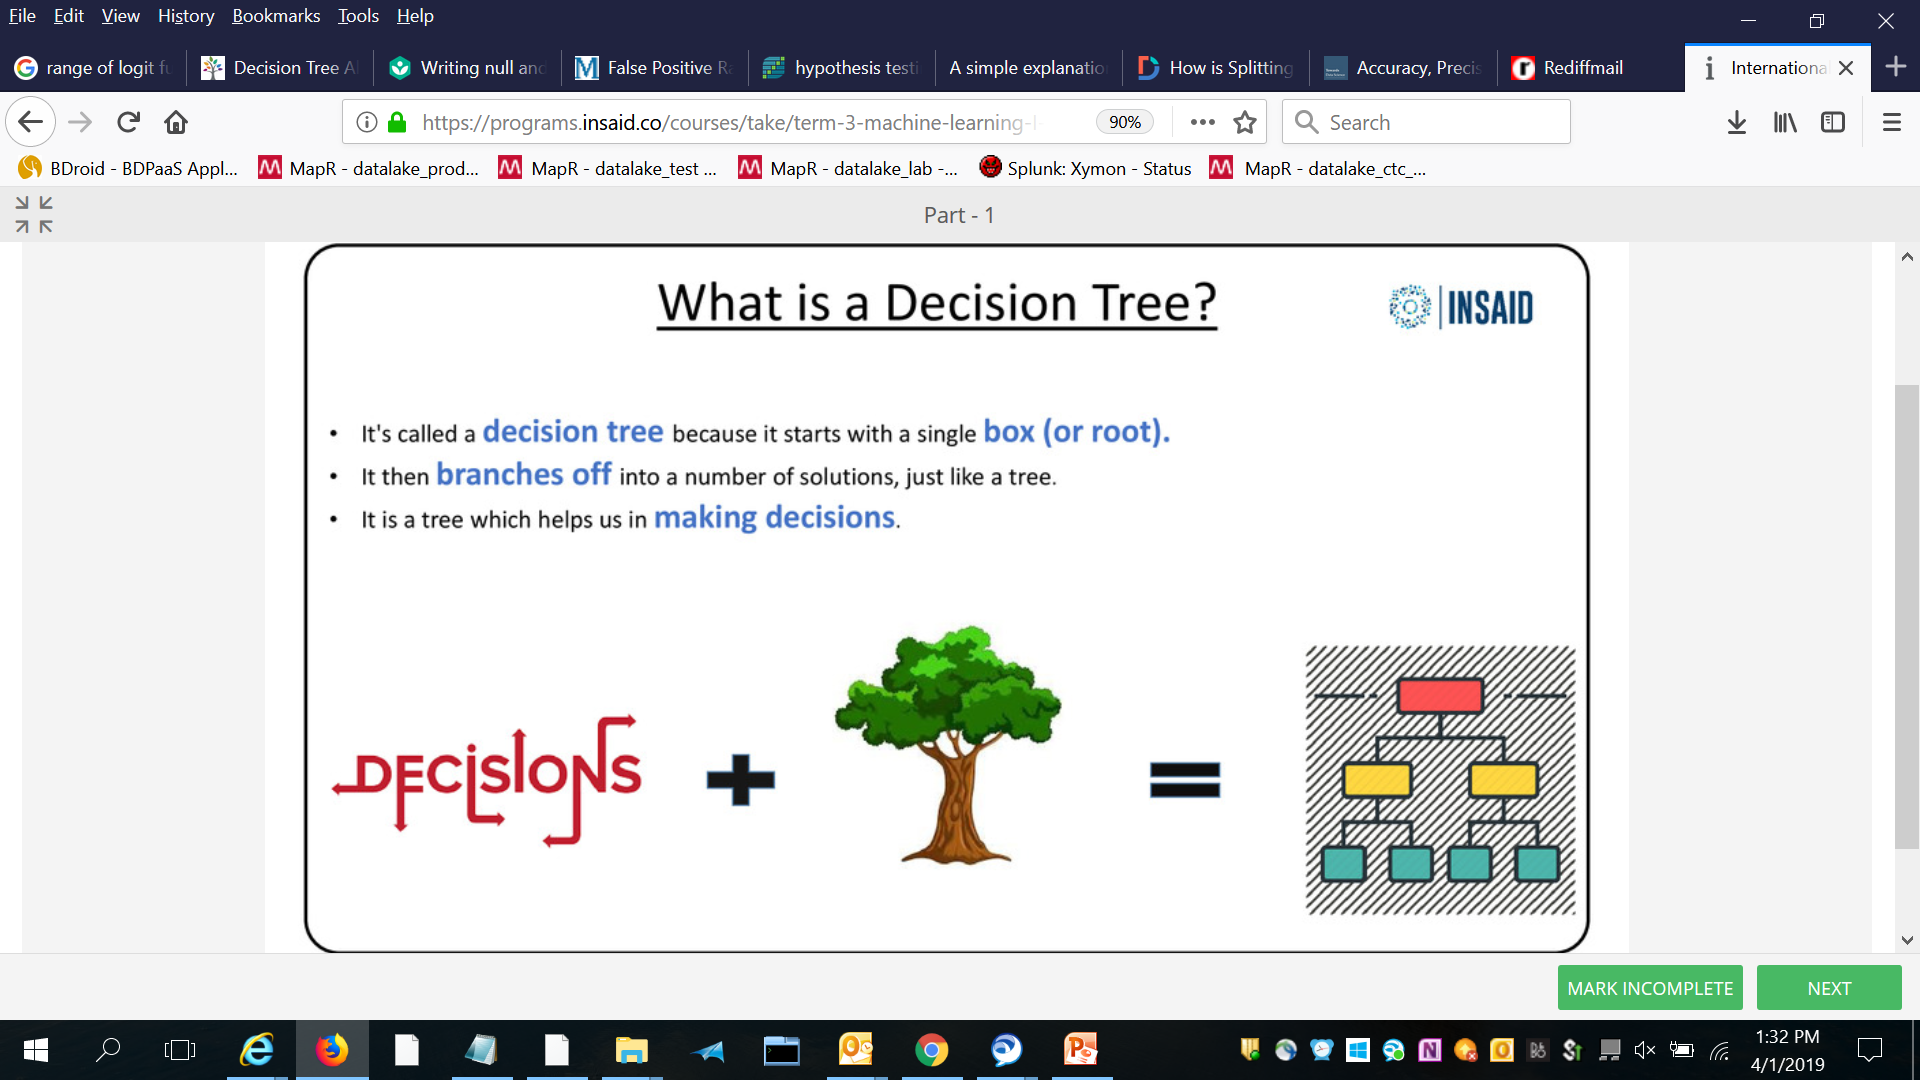 File Edit View History Bookmarks Tools Help
range of logit fu
Decision Tree Al
Writing null and
False Positive Ra
hypothesis testi
A simple explanatio
How is Splitting
Accuracy, Precis
Rediffmail
Internationa
https://programs.insaid.co/courses/take/term-3-machine-learning-l
90%
Search
BDroid - BDPaaS Appl...
MapR - datalake_prod...
MapR - datalake_test ...
MapR - datalake_lab -...
Splunk: Xymon - Status
MapR - datalake_ctc_...
Part - 1
What is a Decision Tree?
INSAID
• It's called a decision tree because it starts with a single box (or root).
• It then branches off into a number of solutions, just like a tree.
• It is a tree which helps us in making decisions.
DECISIONS
MARK INCOMPLETE
NEXT
1:32 PM
4/1/2019